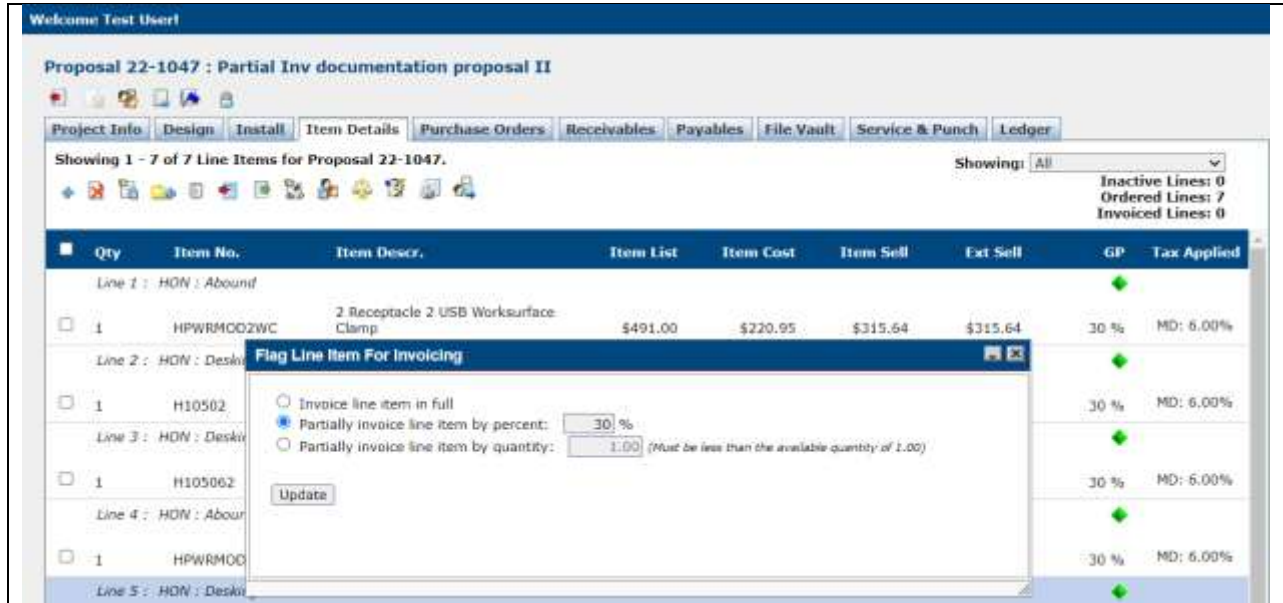 Welcome Test User!
Proposal 22-1047 : Partial Inv documentation proposal II
Project Info Design Install Item Details Purchase Orders Receivables Payables File Vault Service & Punch Ledger
Showing 1 - 7 of 7 Line Items for Proposal 22-1047.
Showing: All
Inactive Lines: 0
Ordered Lines: 7
Invoiced Lines: 0
Qty Item No. Item Descr. Item List Item Cost Item Sell Ext Sell GP Tax Applied
Line 1 : HON : Abound
2 Receptacle 2 USB Worksurface
1 HPWRMOD2WC Clamp $491.00 $220.95 $315.64 $315.64 30 % MD: 6.00%
Line 2 : HON : Deski
Flag Line Item For Invoicing
Invoice line item in full
1 H10502 30 % MD: 6.00%
Partially invoice line item by percent: 30 %
Line 3 : HON : Deski
Partially invoice line item by quantity: 1.00 (Must be less than the available quantity of 1.00)
1 H105062 30 % MD: 6.00%
Update
Line 4 : HON : Aboun
1 HPWRMOD 30 % MD: 6.00%
Line 5 : HON : Deski